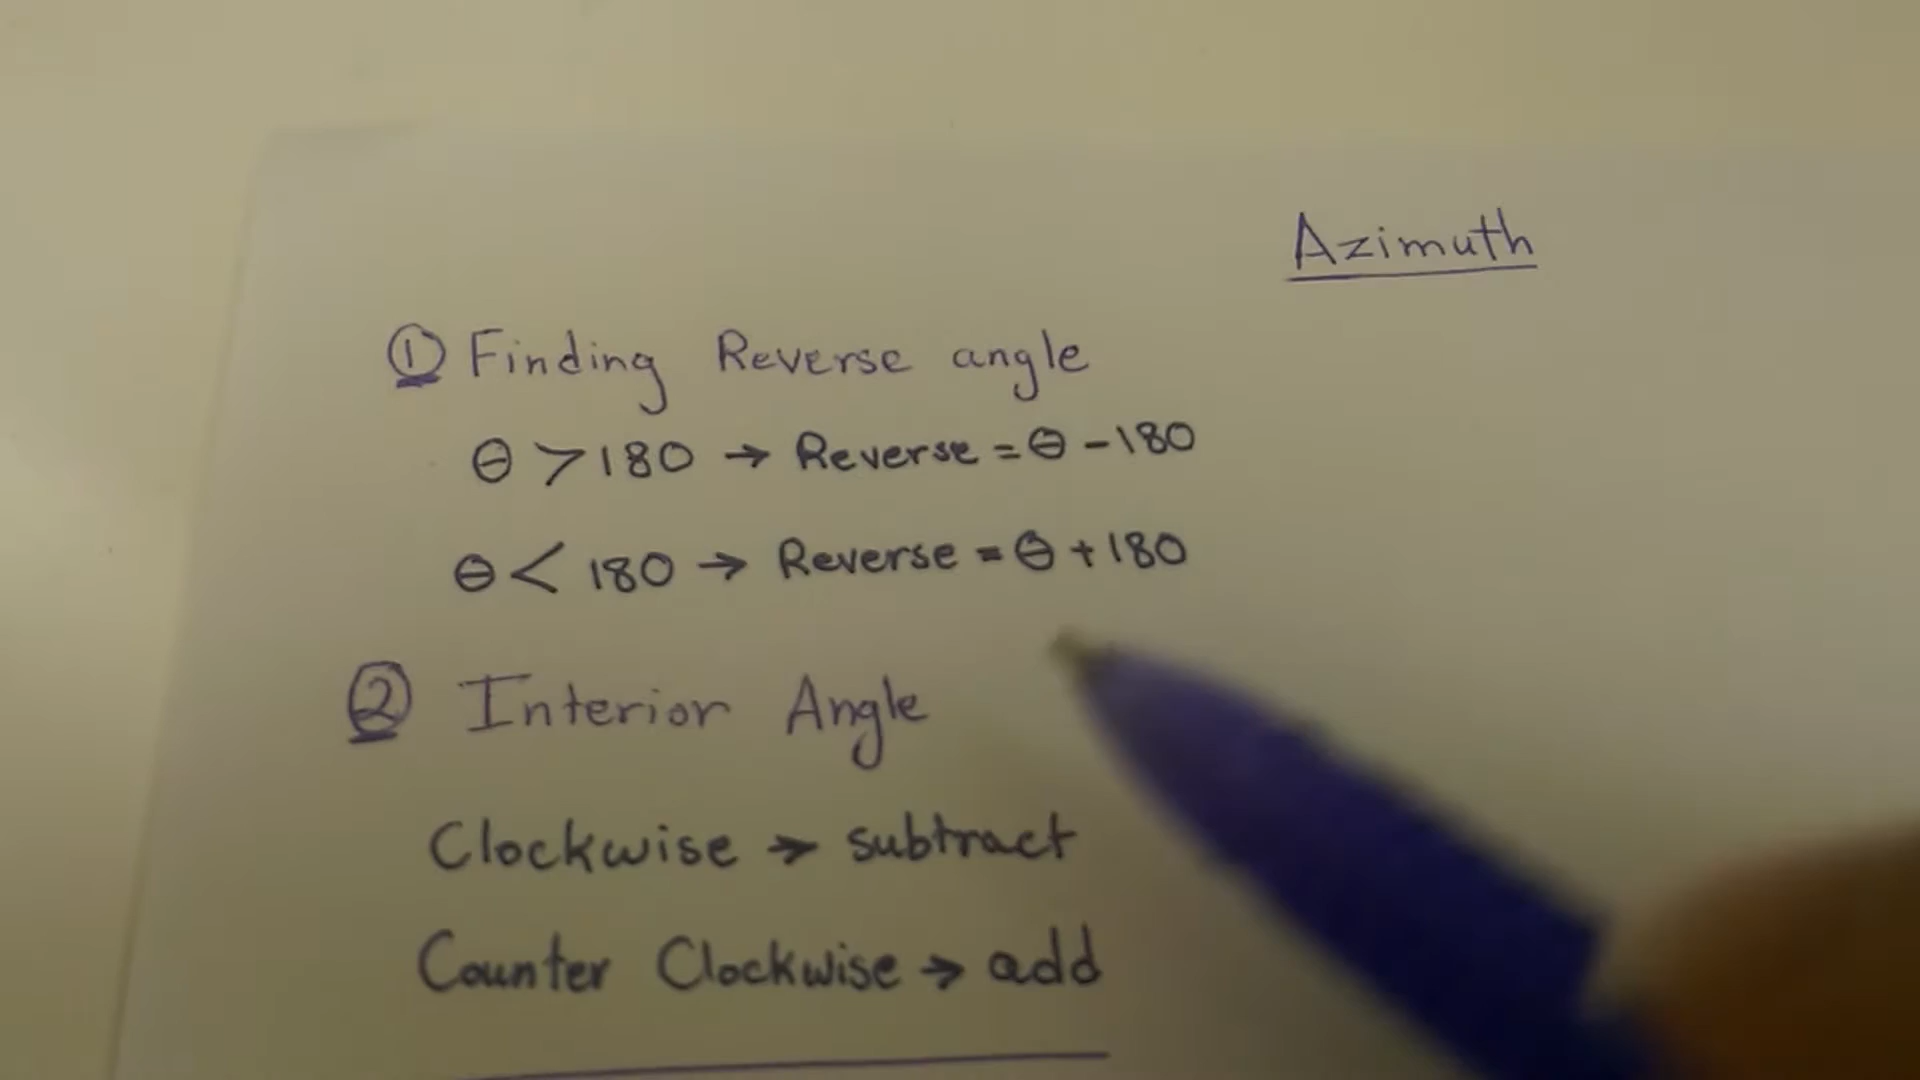 Azimuth
① Finding Reverse angle
θ > 180 → Reverse = θ - 180
θ < 180 → Reverse = θ + 180
② Interior Angle
Clockwise → subtract
Counter Clockwise → add